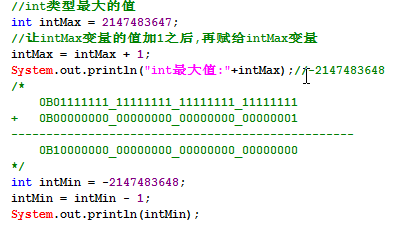 //int类型最大的值
int intMax = 2147483647;
//让intMax变量的值加1之后,再赋给intMax变量
intMax = intMax + 1;
System.out.println("int最大值:"+intMax);//-2147483648
/*
0B01111111_11111111_11111111_11111111
+ 0B00000000_00000000_00000000_00000001
-------------------------------------------
0B10000000_00000000_00000000_00000000
*/
int intMin = -2147483648;
intMin = intMin - 1;
System.out.println(intMin);